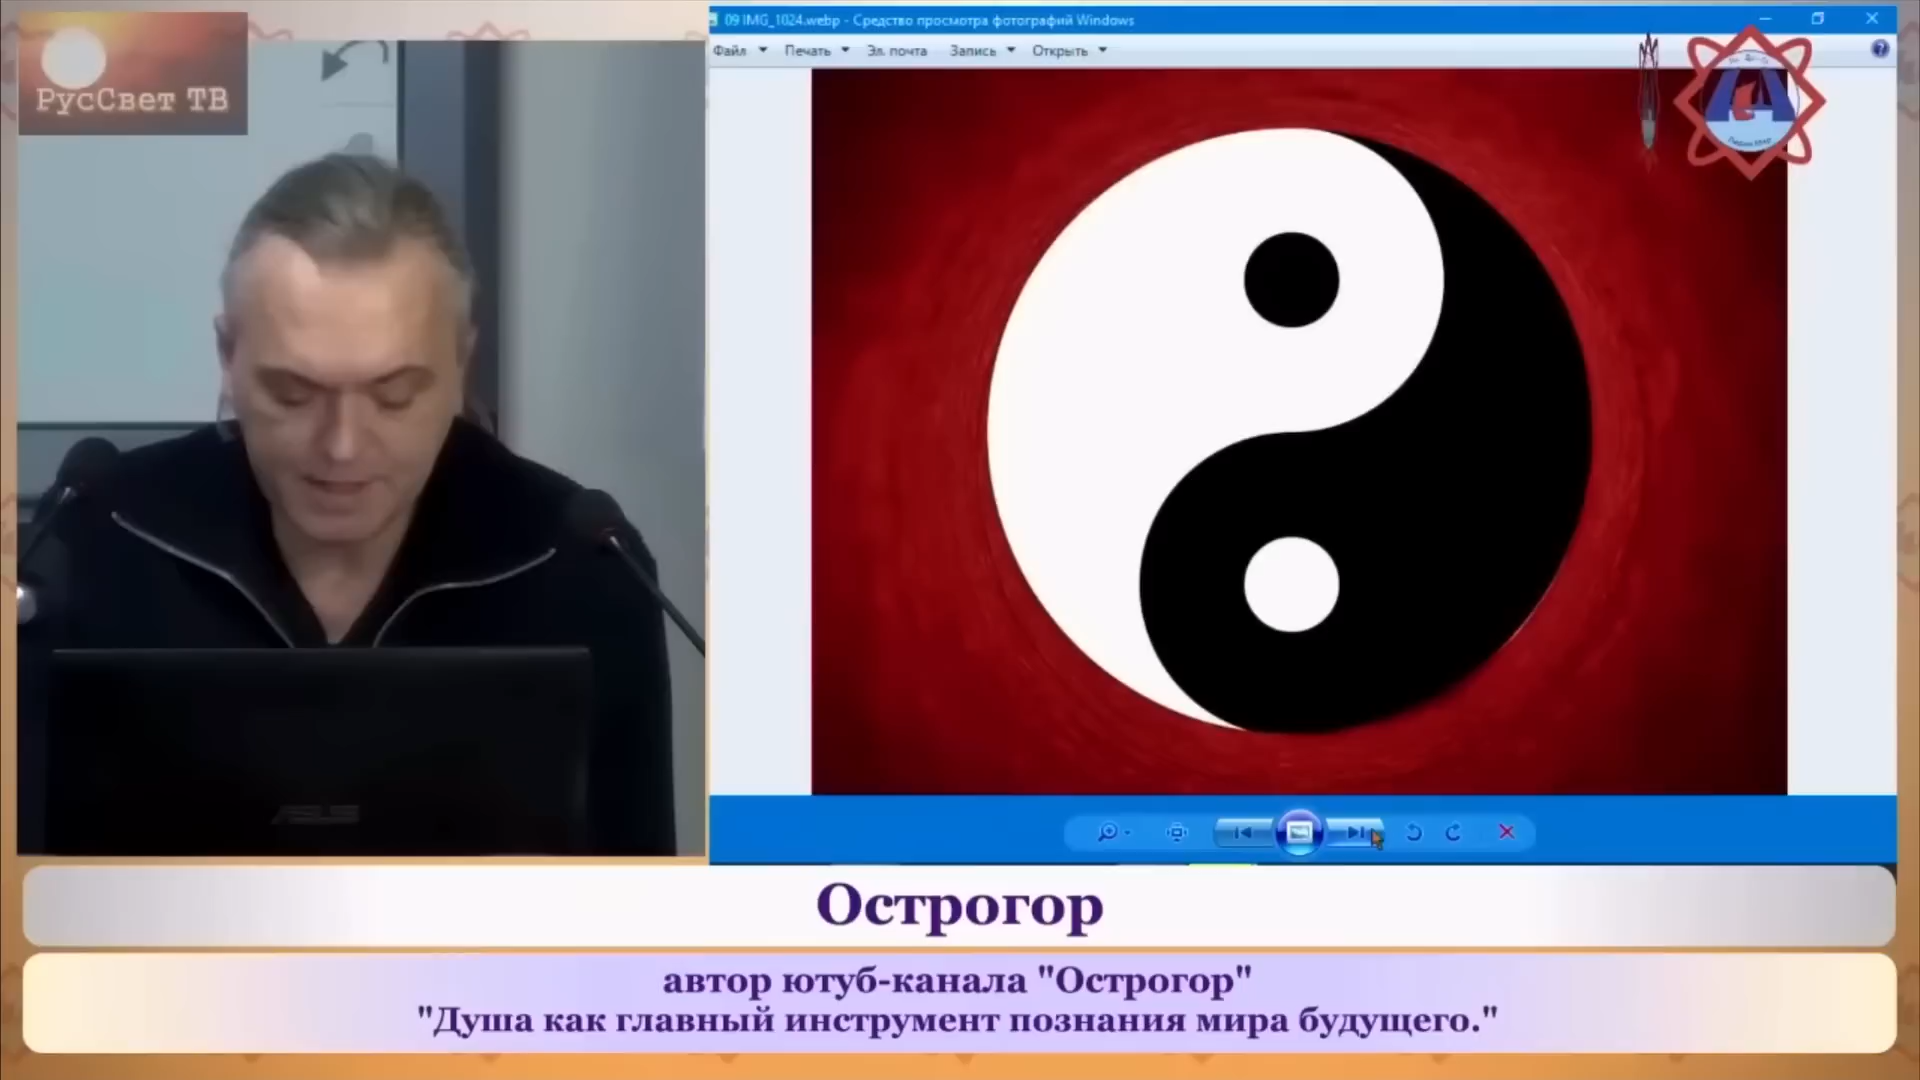 09 IMG_1024.webp - Средство просмотра фотографий Windows
Файл Печать Эл. почта Запись Открыть
РусСвет ТВ
ASUS
Острогор
автор ютуб-канала "Острогор"
"Душа как главный инструмент познания мира будущего."